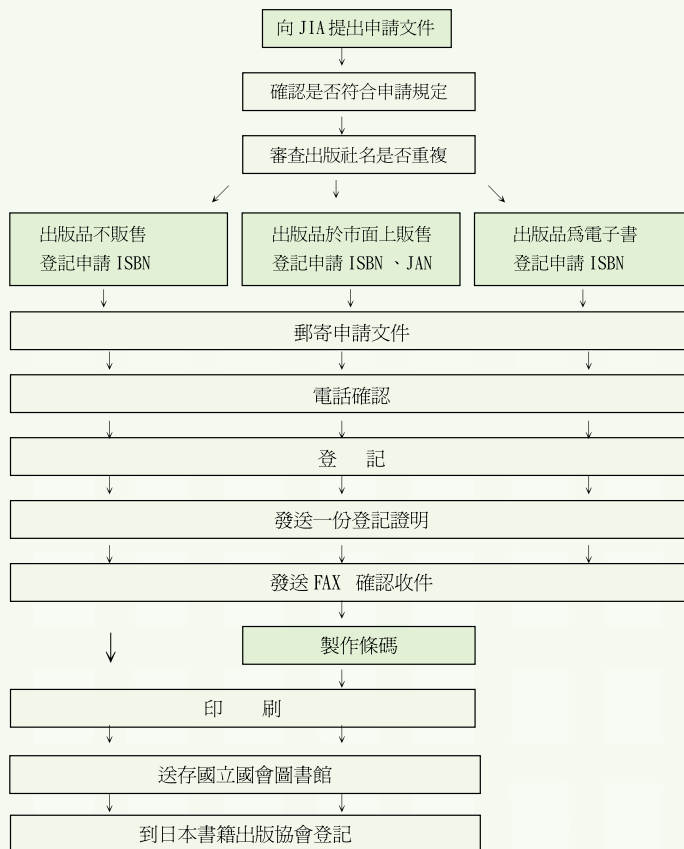 向 JIA 提出申請文件
確認是否符合申請規定
審查出版社名是否重複
出版品不販售
登記申請 ISBN
出版品於市面上販售
登記申請 ISBN 、JAN
出版品爲電子書
登記申請 ISBN
郵寄申請文件
電話確認
登 記
發送一份登記證明
發送 FAX 確認收件
製作條碼
印 刷
送存國立國會圖書館
到日本書籍出版協會登記